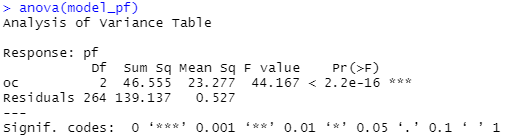 > anova(model_pf)
Analysis of Variance Table
Response: pf
Df Sum Sq Mean Sq F value Pr(>F)
oc 2 46.555 23.277 44.167 < 2.2e-16 ***
Residuals 264 139.137 0.527
---
Signif. codes: 0 ‘***’ 0.001 ‘**’ 0.01 ‘*’ 0.05 ‘.’ 0.1 ‘ ’ 1